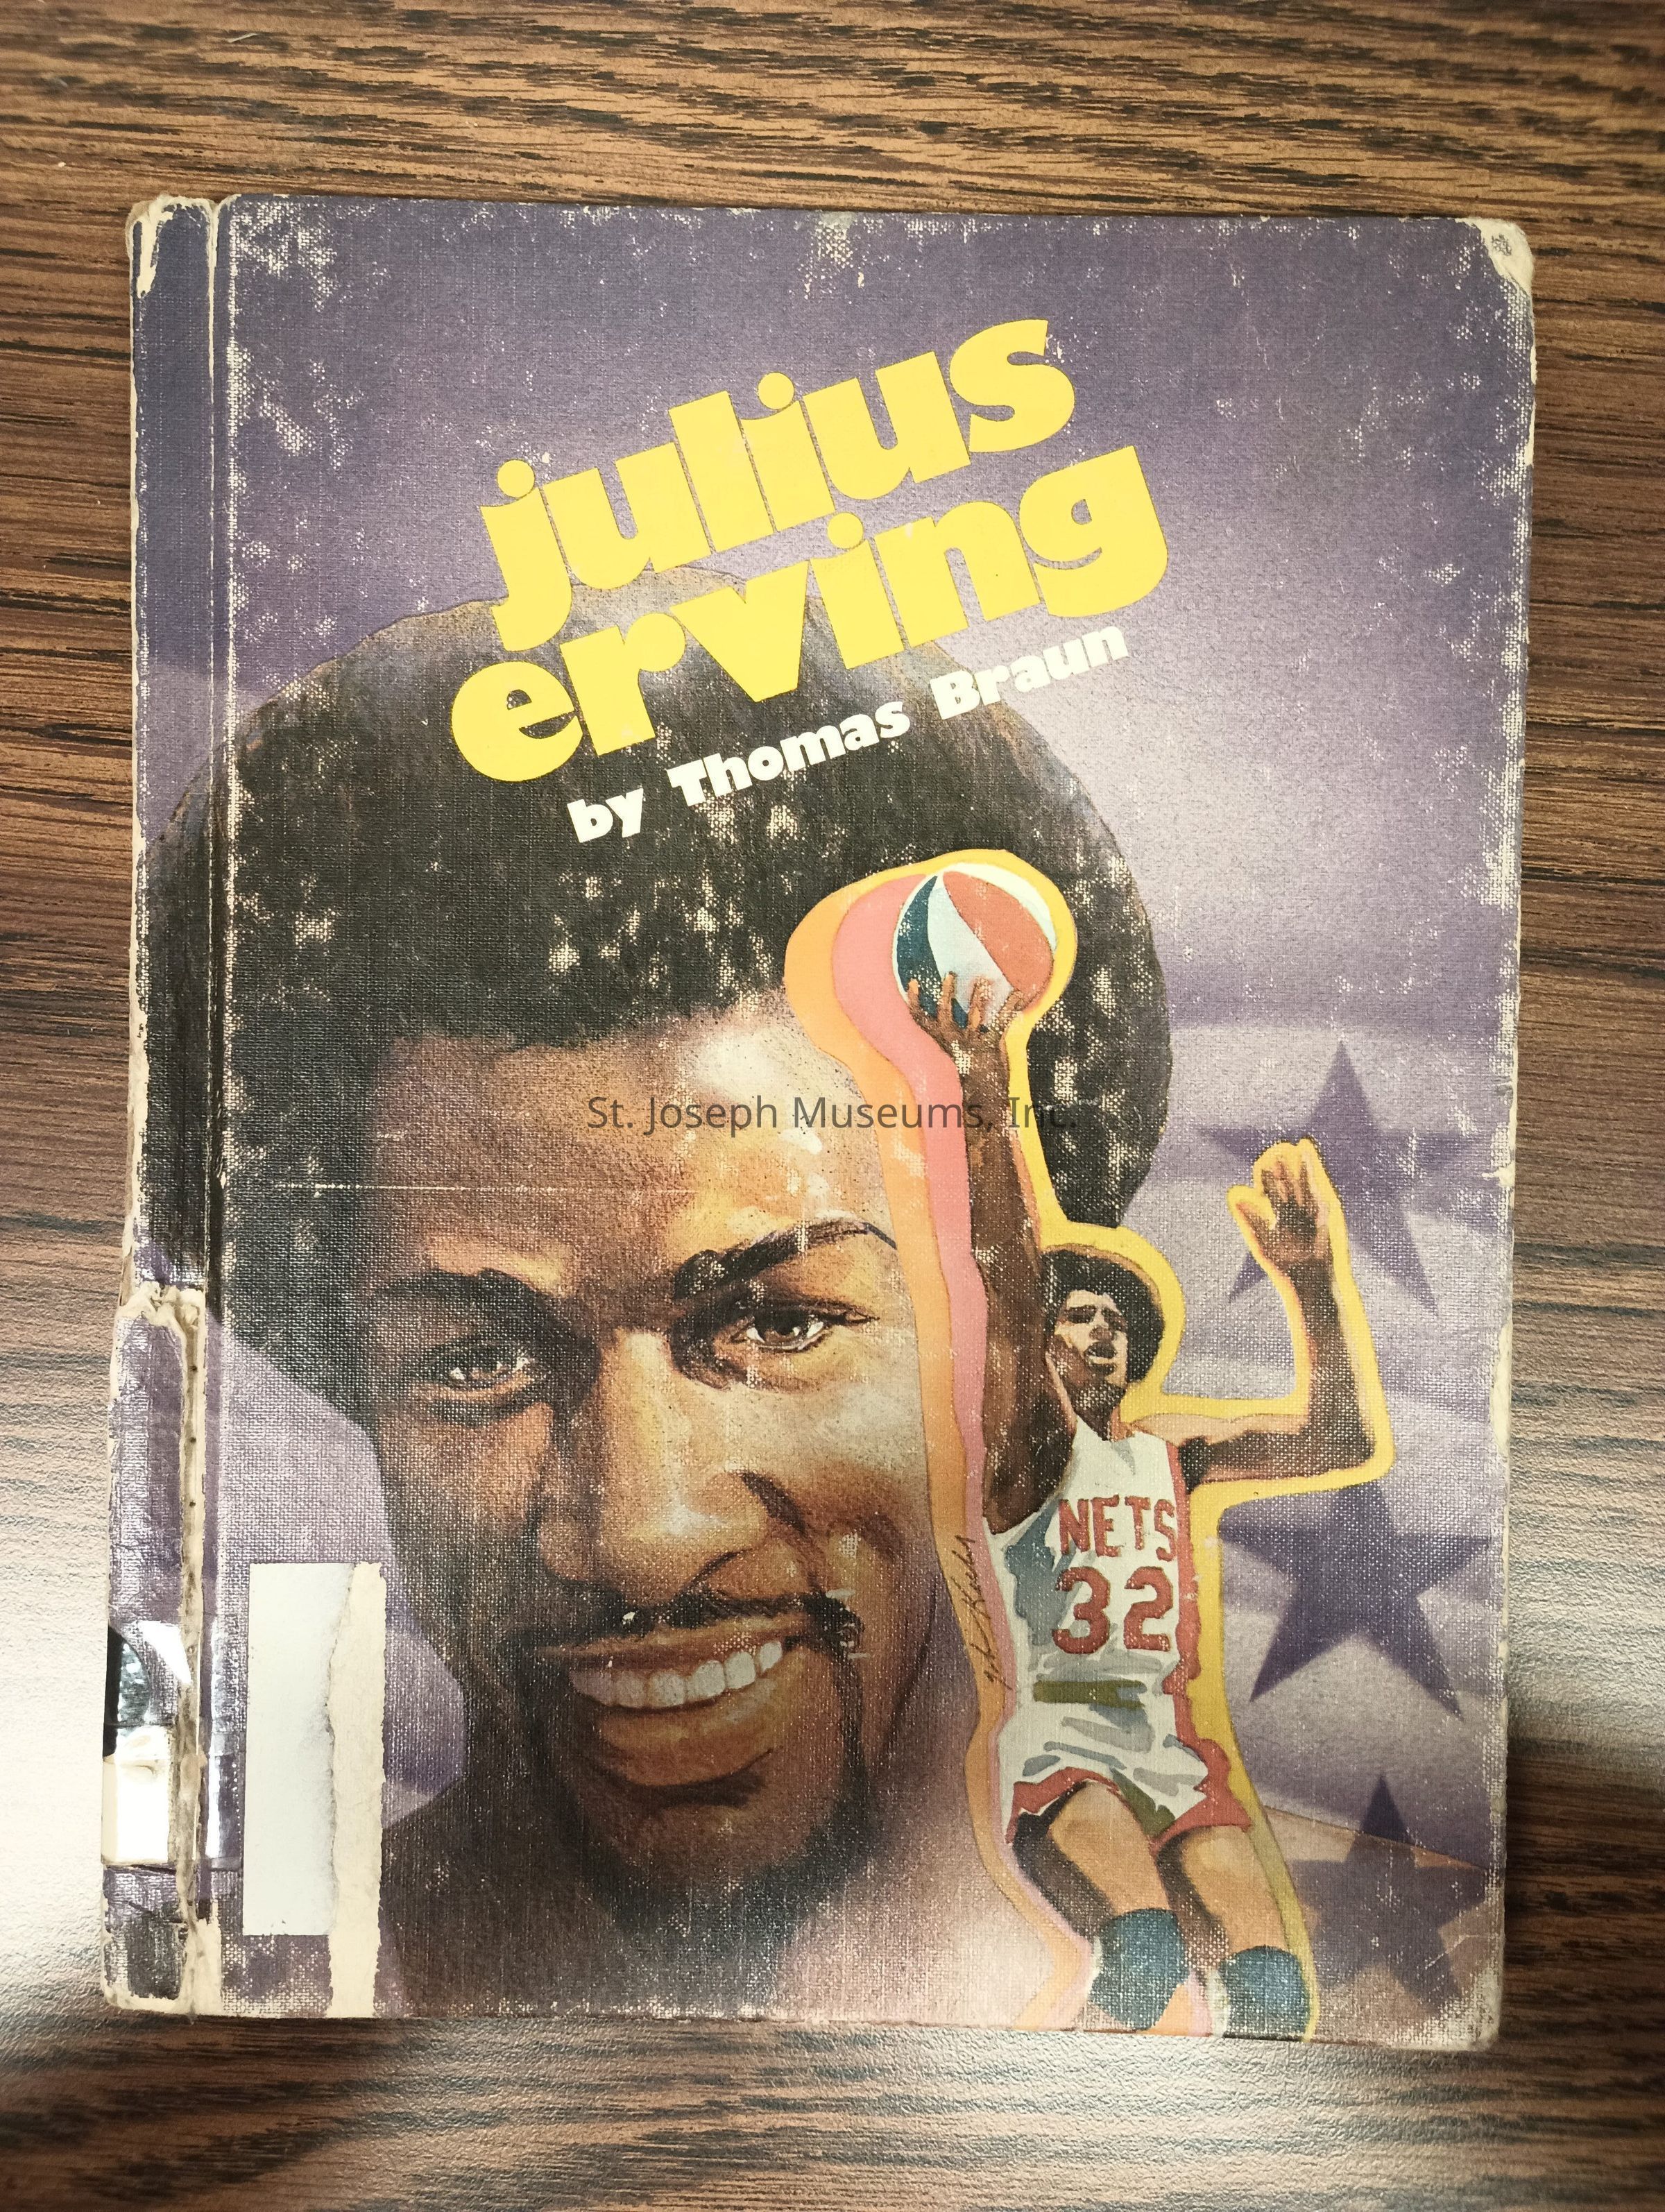 julius
erving
by Thomas Braun
St. Joseph Museums, Inc.
NETS
32